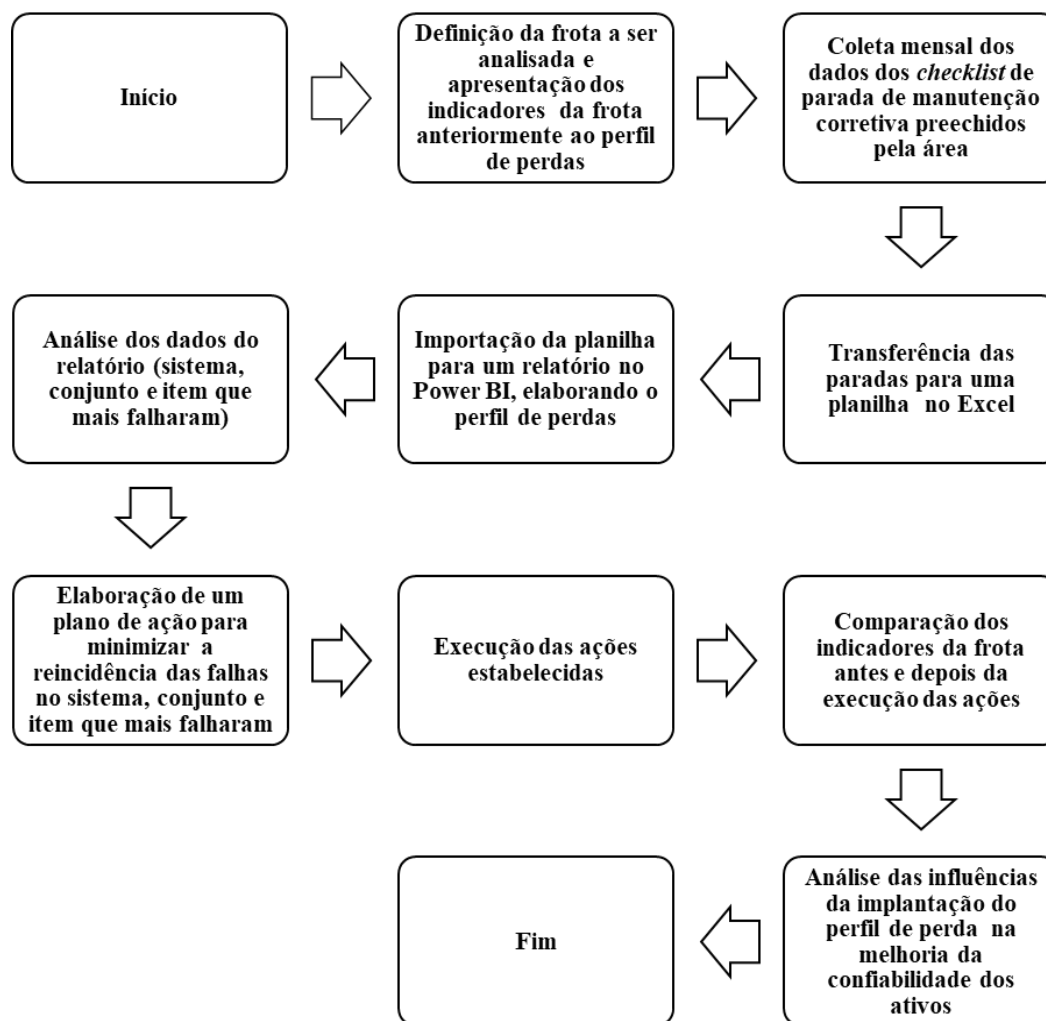 Início
Definição da frota a ser
analisada e
apresentação dos
indicadores da frota
anteriormente ao perfil
de perdas
Coleta mensal dos
dados dos checklist de
parada de manutenção
corretiva preechidos
pela área
Transferência das
paradas para uma
planilha no Excel
Importação da planilha
para um relatório no
Power BI, elaborando o
perfil de perdas
Análise dos dados do
relatório (sistema,
conjunto e item que
mais falharam)
Elaboração de um
plano de ação para
minimizar a
reincidência das falhas
no sistema, conjunto e
item que mais falharam
Execução das ações
estabelecidas
Comparação dos
indicadores da frota
antes e depois da
execução das ações
Análise das influências
da implantação do
perfil de perda na
melhoria da
confiabilidade dos
ativos
Fim